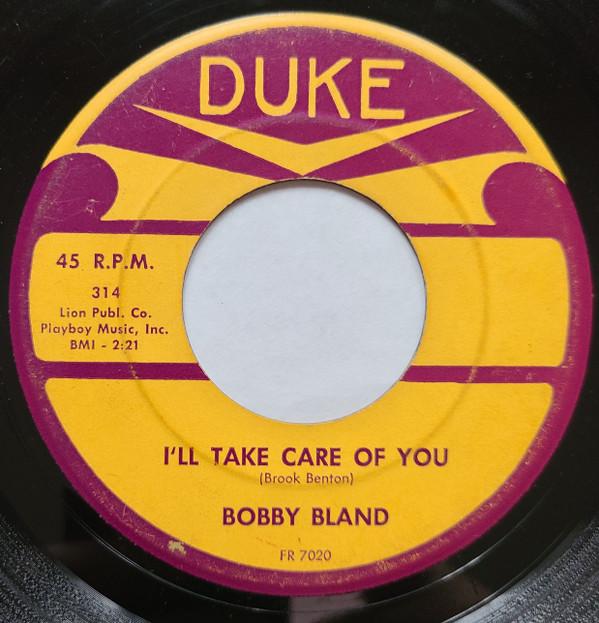 DUKE
45 R.P.M.
314
Lion Publ. Co.
Playboy Music, Inc.
BMI - 2:21
I'LL TAKE CARE OF YOU
(Brook Benton)
BOBBY BLAND
FR 7020